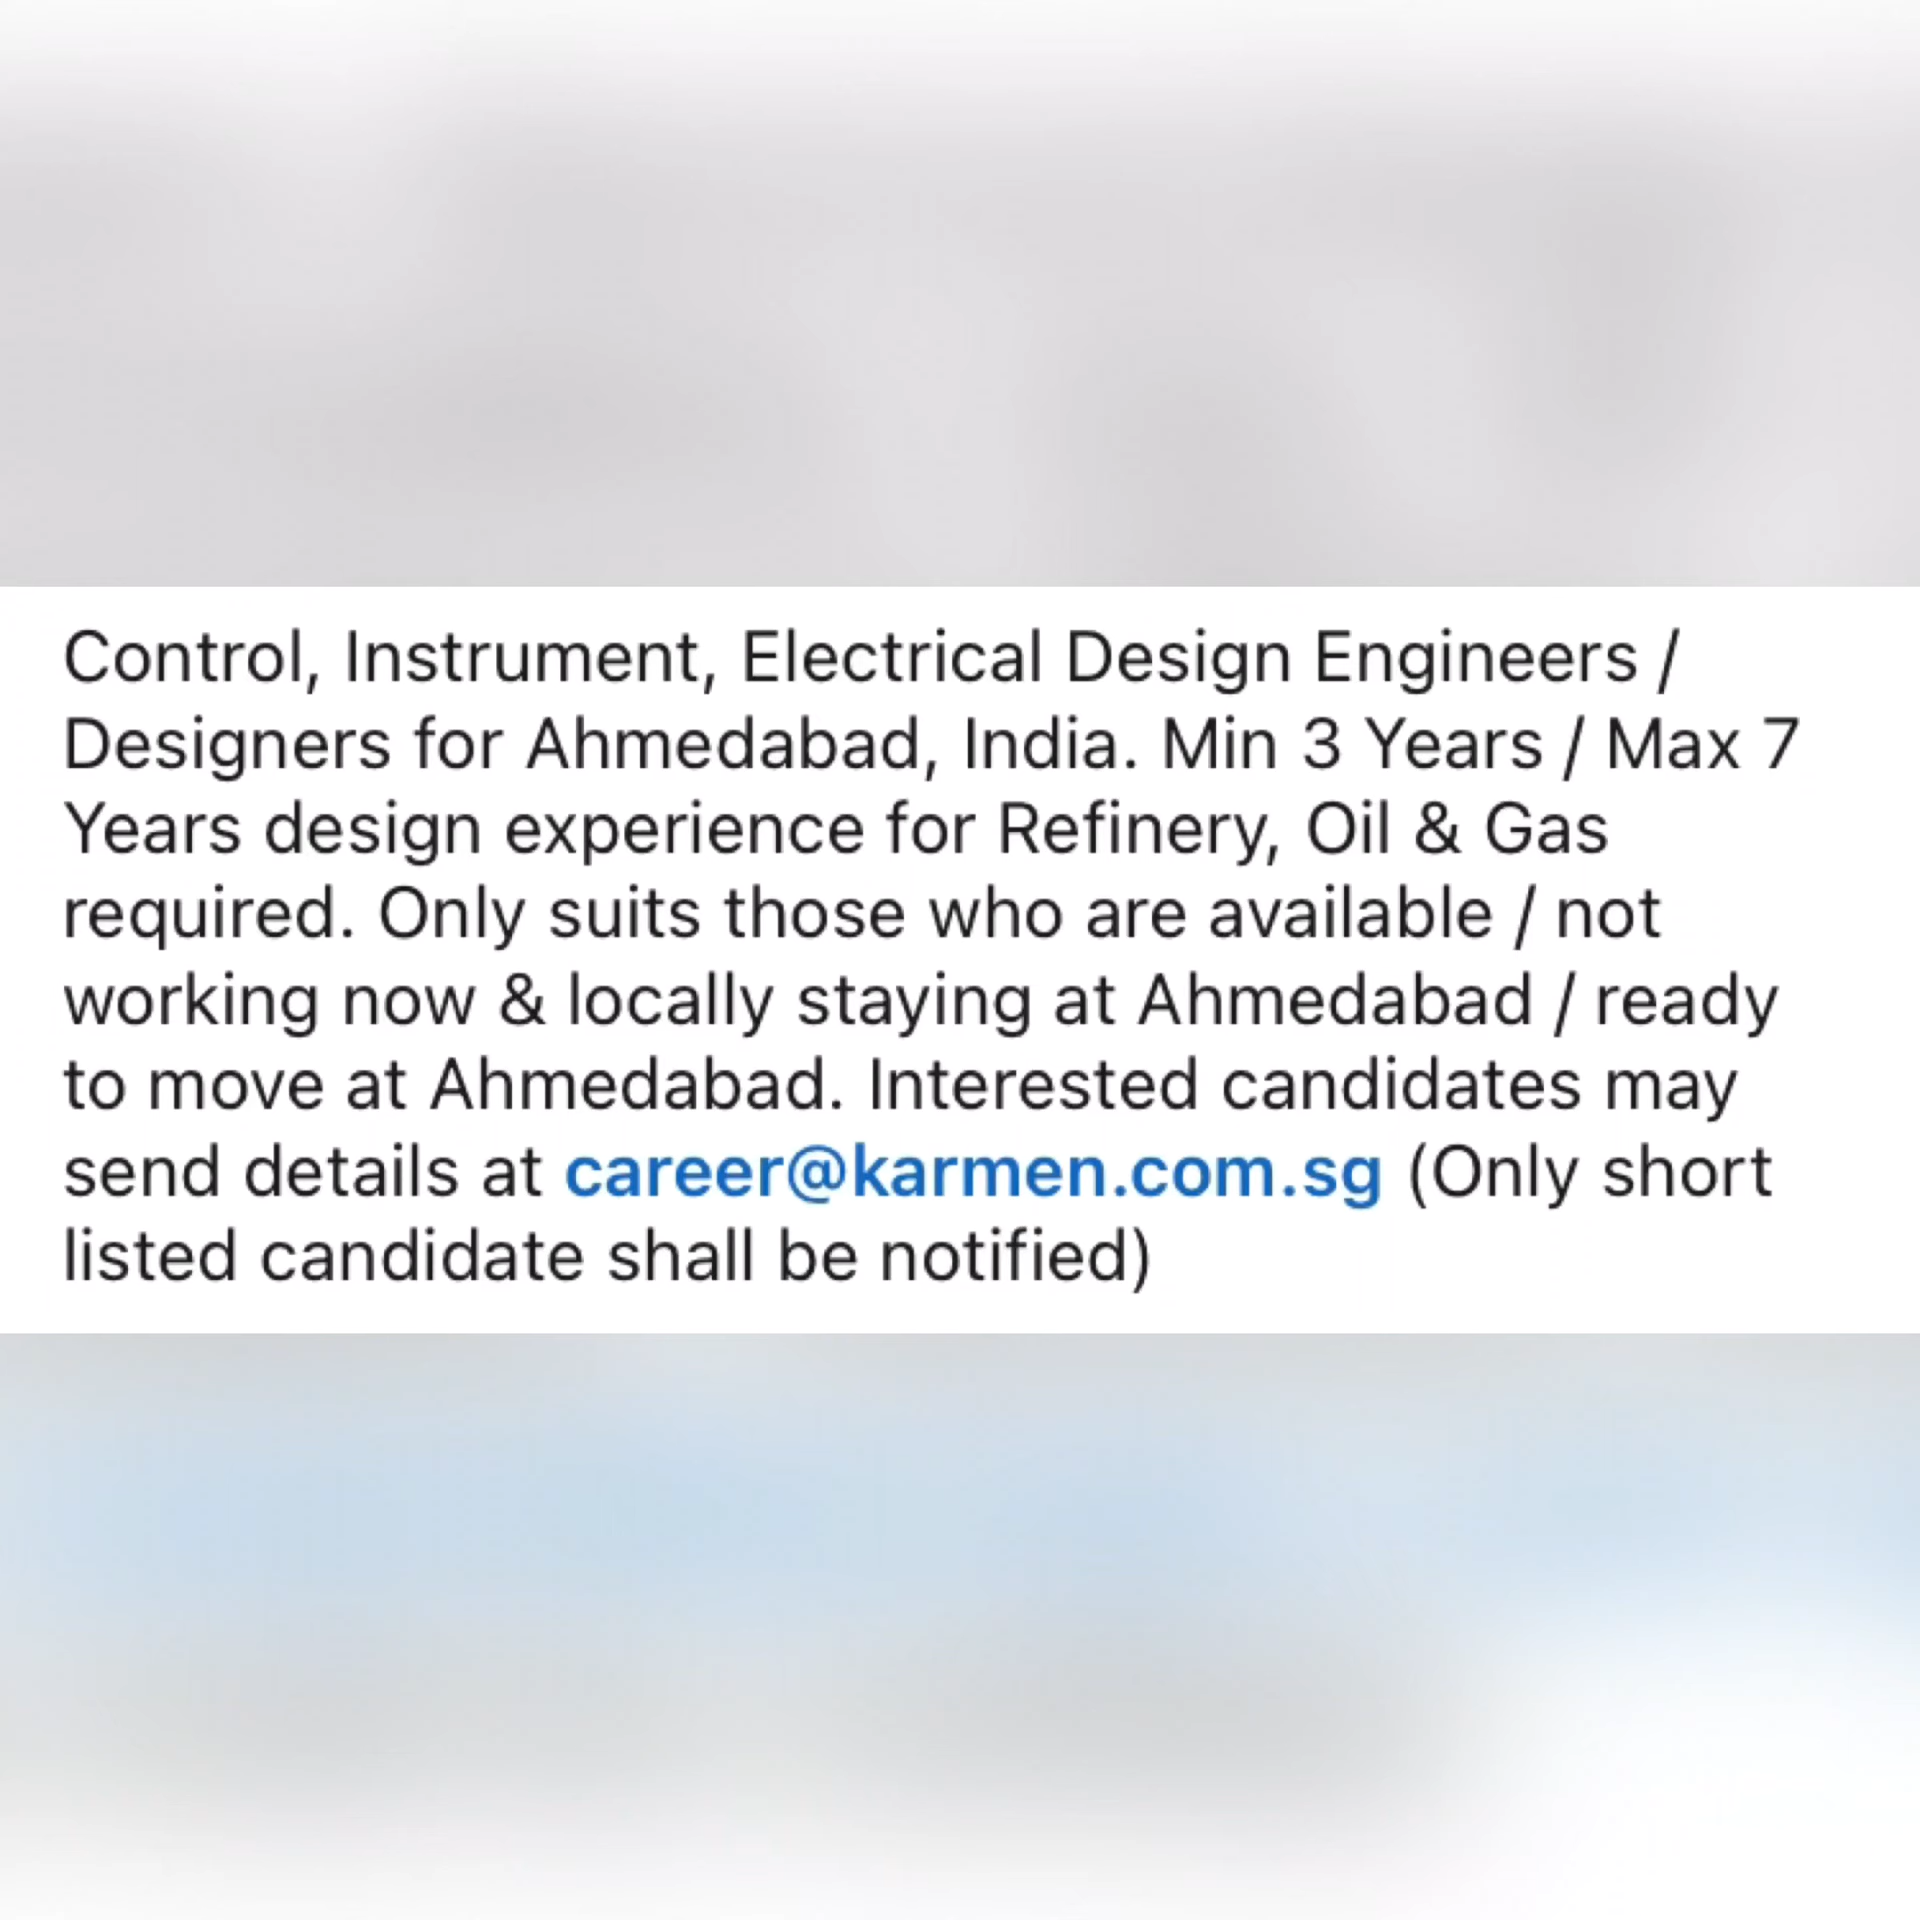 Control, Instrument, Electrical Design Engineers /
Designers for Ahmedabad, India. Min 3 Years / Max 7
Years design experience for Refinery, Oil & Gas
required. Only suits those who are available / not
working now & locally staying at Ahmedabad / ready
to move at Ahmedabad. Interested candidates may
send details at career@karmen.com.sg (Only short
listed candidate shall be notified)